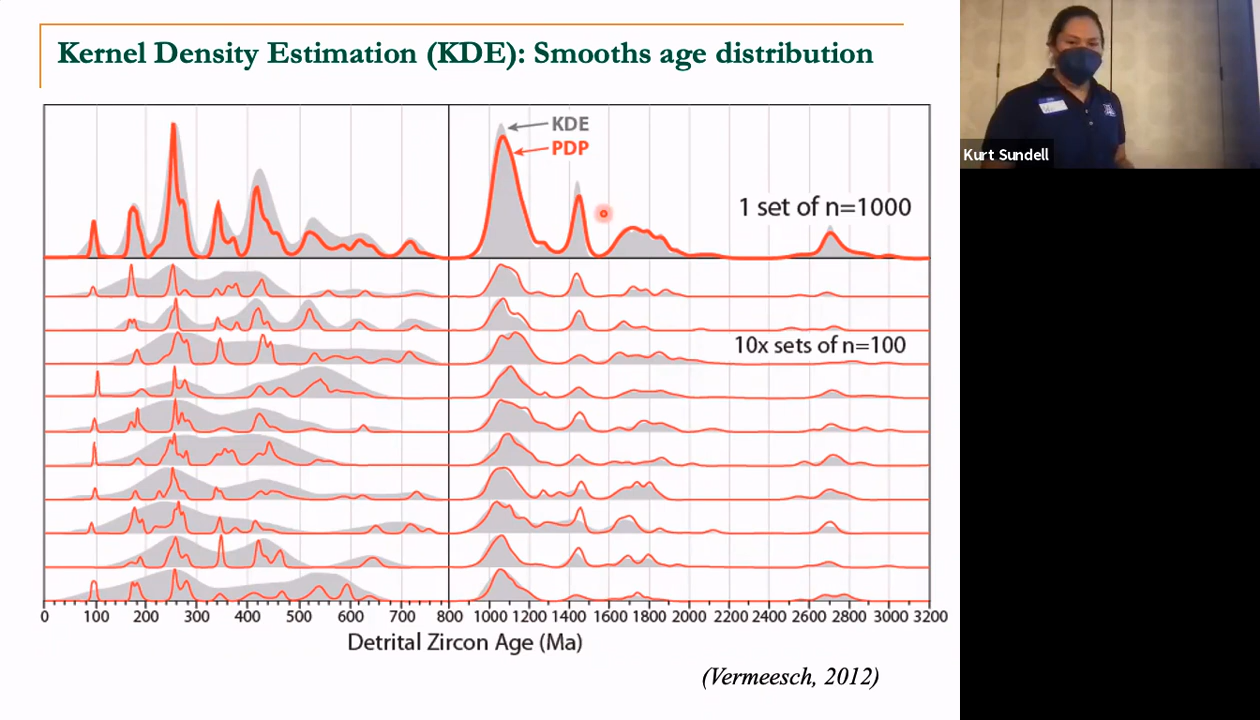 Kernel Density Estimation (KDE): Smooths age distribution
KDE
PDP
1 set of n=1000
10x sets of n=100
0 100 200 300 400 500 600 700 800 1000 1200 1400 1600 1800 2000 2200 2400 2600 2800 3000 3200
Detrital Zircon Age (Ma)
(Vermeesch, 2012)
Kurt Sundell